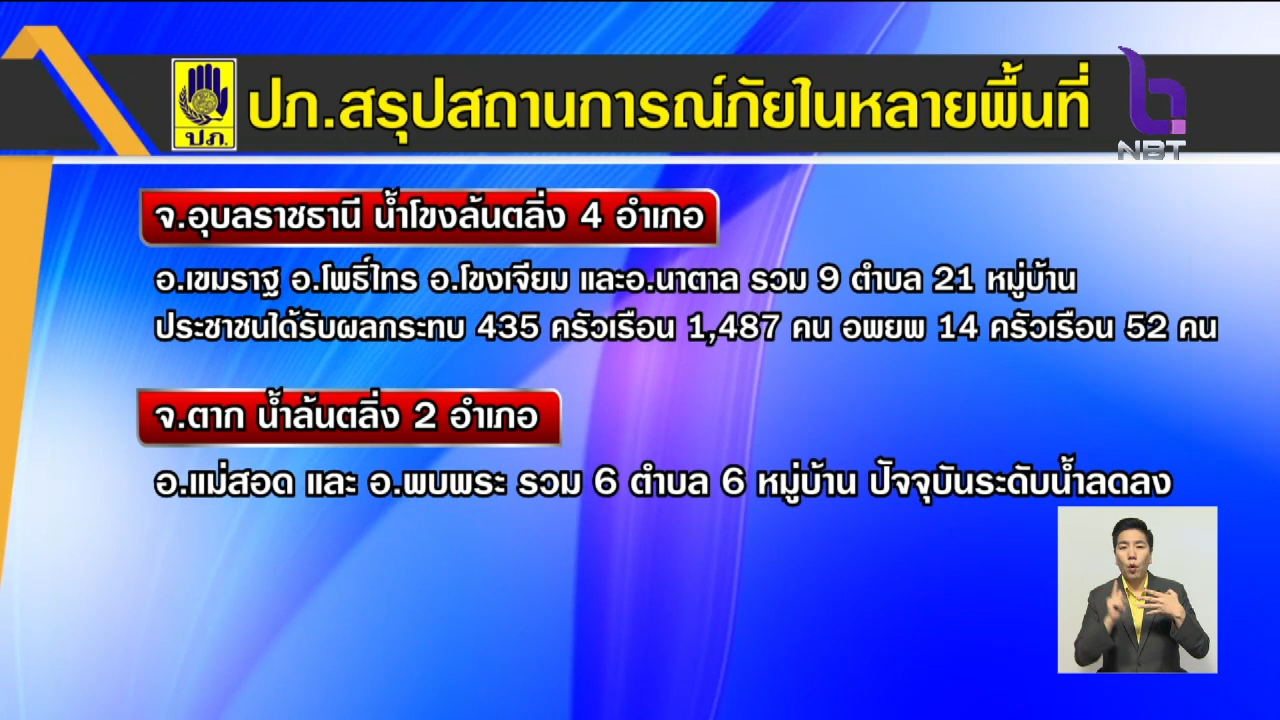 ปภ.
ปภ.สรุปสถานการณ์ภัยในหลายพื้นที่
NBT
จ.อุบลราชธานี น้ำโขงล้นตลิ่ง 4 อำเภอ
อ.เขมราฐ อ.โพธิ์ไทร อ.โขงเจียม และอ.นาตาล รวม 9 ตำบล 21 หมู่บ้าน
ประชาชนได้รับผลกระทบ 435 ครัวเรือน 1,487 คน อพยพ 14 ครัวเรือน 52 คน
จ.ตาก น้ำล้นตลิ่ง 2 อำเภอ
อ.แม่สอด และ อ.พบพระ รวม 6 ตำบล 6 หมู่บ้าน ปัจจุบันระดับน้ำลดลง